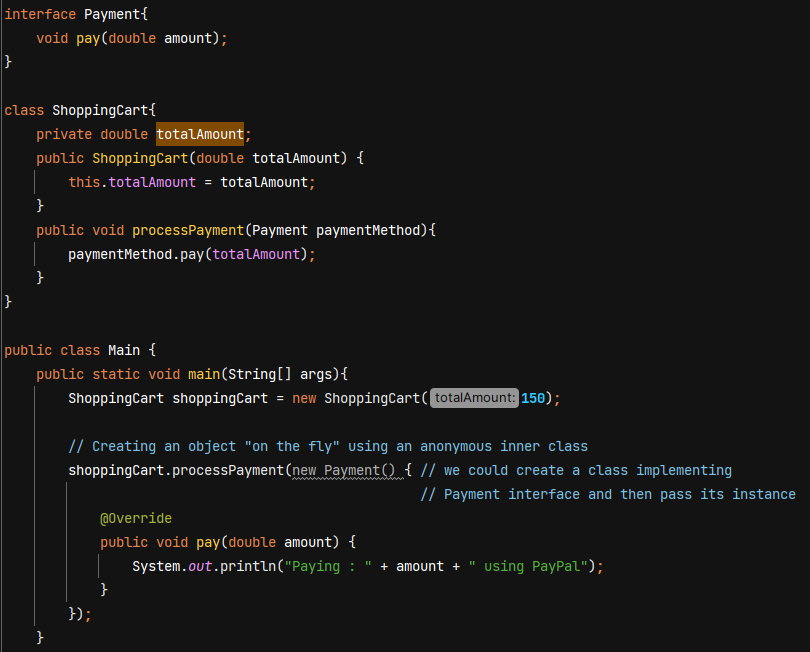 interface Payment{
void pay(double amount);
}
class ShoppingCart{
private double totalAmount;
public ShoppingCart(double totalAmount) {
this.totalAmount = totalAmount;
}
public void processPayment(Payment paymentMethod){
paymentMethod.pay(totalAmount);
}
}
public class Main {
public static void main(String[] args){
ShoppingCart shoppingCart = new ShoppingCart( totalAmount: 150);
// Creating an object "on the fly" using an anonymous inner class
shoppingCart.processPayment(new Payment() { // we could create a class implementing
// Payment interface and then pass its instance
@Override
public void pay(double amount) {
System.out.println("Paying : " + amount + " using PayPal");
}
});
}